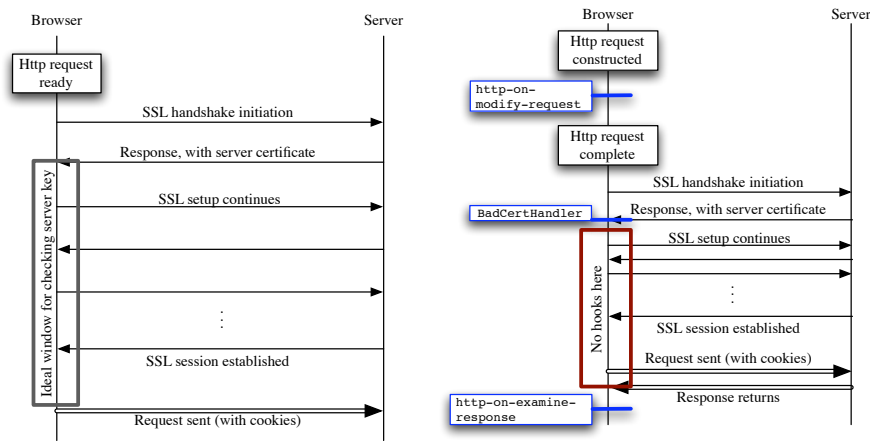 Browser
Server
Http request
ready
SSL handshake initiation
Response, with server certificate
SSL setup continues
Ideal window for checking server key
SSL session established
Request sent (with cookies)
Browser
Server
Http request
constructed
http-on-
modify-request
Http request
complete
SSL handshake initiation
BadCertHandler
Response, with server certificate
SSL setup continues
No hooks here
SSL session established
Request sent (with cookies)
Response returns
http-on-examine-
response